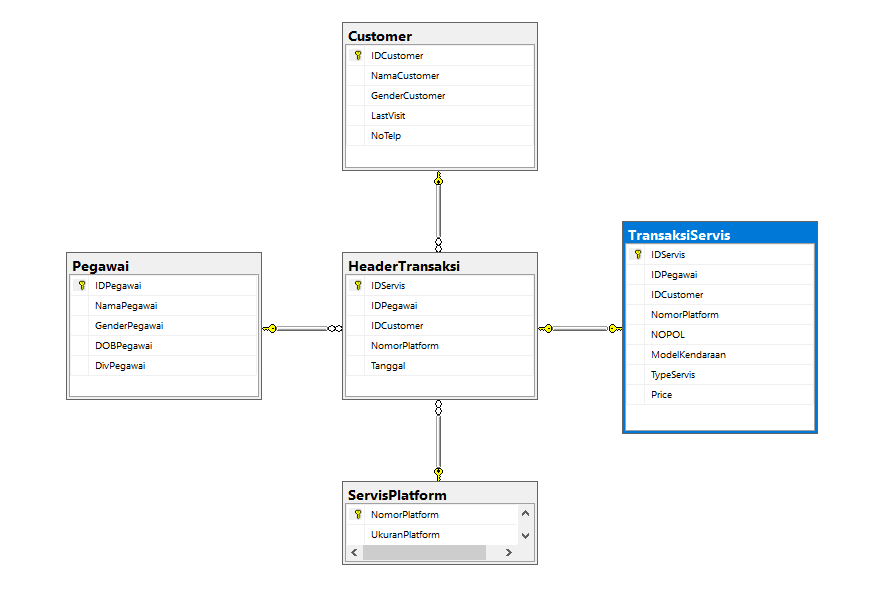 Customer
IDCustomer
NamaCustomer
GenderCustomer
LastVisit
NoTelp
Pegawai
IDPegawai
NamaPegawai
GenderPegawai
DOBPegawai
DivPegawai
HeaderTransaksi
IDServis
IDPegawai
IDCustomer
NomorPlatform
Tanggal
TransaksiServis
IDServis
IDPegawai
IDCustomer
NomorPlatform
NOPOL
ModelKendaraan
TypeServis
Price
ServisPlatform
NomorPlatform
UkuranPlatform